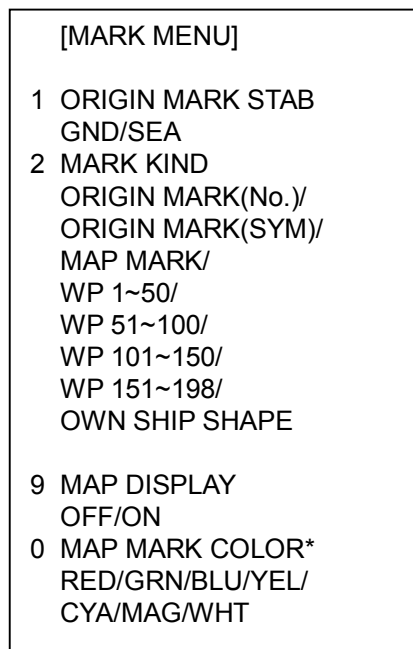 [MARK MENU]
1 ORIGIN MARK STAB
GND/SEA
2 MARK KIND
ORIGIN MARK(No.)/
ORIGIN MARK(SYM)/
MAP MARK/
WP 1~50/
WP 51~100/
WP 101~150/
WP 151~198/
OWN SHIP SHAPE
9 MAP DISPLAY
OFF/ON
0 MAP MARK COLOR*
RED/GRN/BLU/YEL/
CYA/MAG/WHT